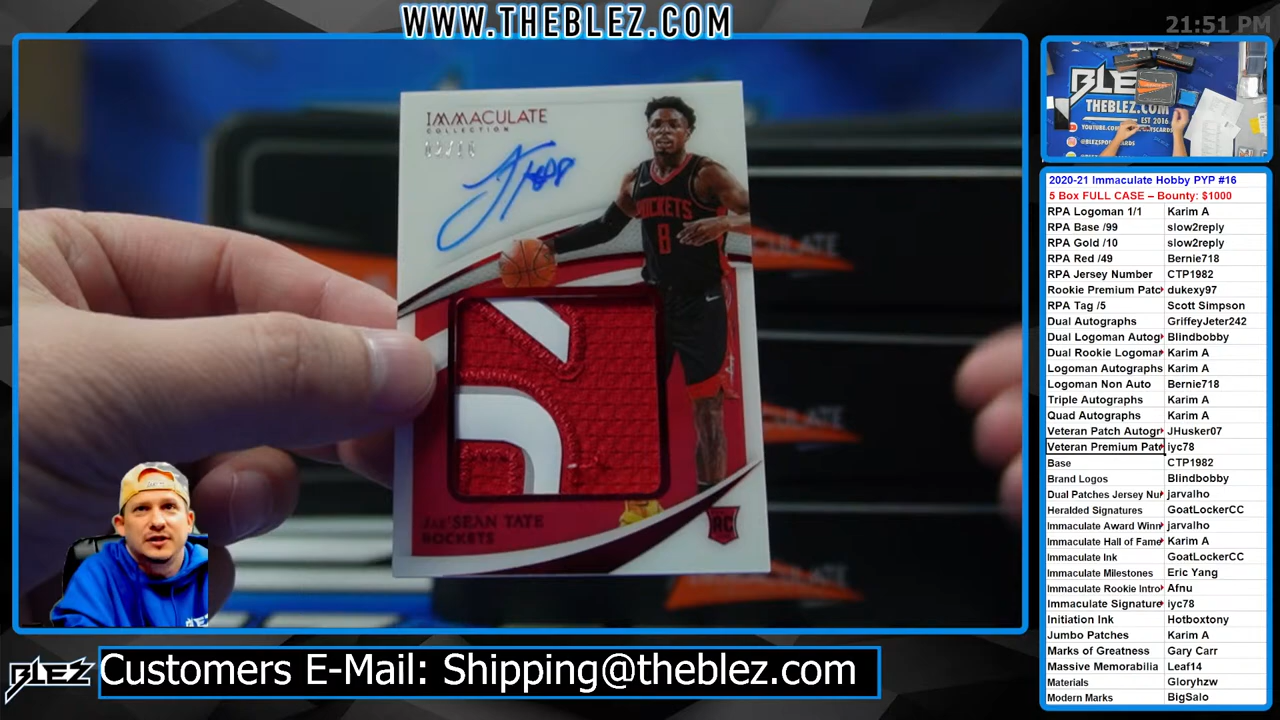 WWW.THEBLEZ.COM
21:51 PM
IMMACULATE
COLLECTION
ROCKETS
8
JAE'SEAN TATE
ROCKETS
RC
BLEZ
THEBLEZ.COM
EST 2016
2020-21 Immaculate Hobby PYP #16
5 Box FULL CASE – Bounty: $1000
RPA Logoman 1/1 Karim A
RPA Base /99 slow2reply
RPA Gold /10 slow2reply
RPA Red /49 Bernie718
RPA Jersey Number CTP1982
Rookie Premium Patc dukexy97
RPA Tag /5 Scott Simpson
Dual Autographs GriffeyJeter242
Dual Logoman Autog Blindbobby
Dual Rookie Logoma Karim A
Logoman Autographs Karim A
Logoman Non Auto Bernie718
Triple Autographs Karim A
Quad Autographs Karim A
Veteran Patch Autogr JHusker07
Veteran Premium Patc iyc78
Base CTP1982
Brand Logos Blindbobby
Dual Patches Jersey Nu jarvalho
Heralded Signatures GoatLockerCC
Immaculate Award Winn jarvalho
Immaculate Hall of Fame Karim A
Immaculate Ink GoatLockerCC
Immaculate Milestones Eric Yang
Immaculate Rookie Intro Afnu
Immaculate Signature iyc78
Initiation Ink Hotboxtony
Jumbo Patches Karim A
Marks of Greatness Gary Carr
Massive Memorabilia Leaf14
Materials Gloryhzw
Modern Marks BigSalo
BLEZ
Customers E-Mail: Shipping@theblez.com